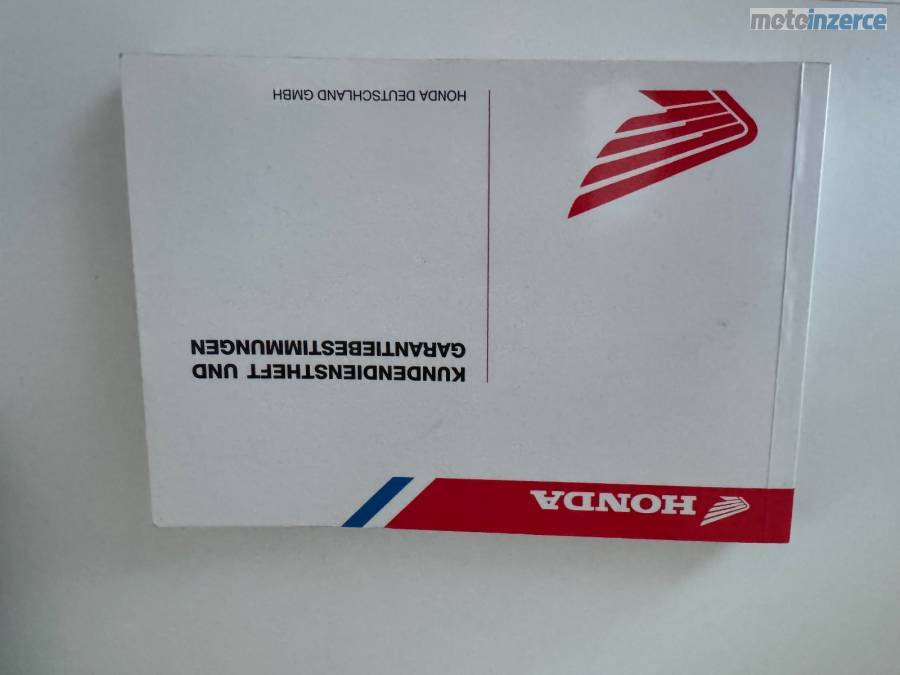 motoinzerce
HONDA
KUNDENDIENSTHEFT UND
GARANTIEBESTIMMUNGEN
HONDA DEUTSCHLAND GMBH